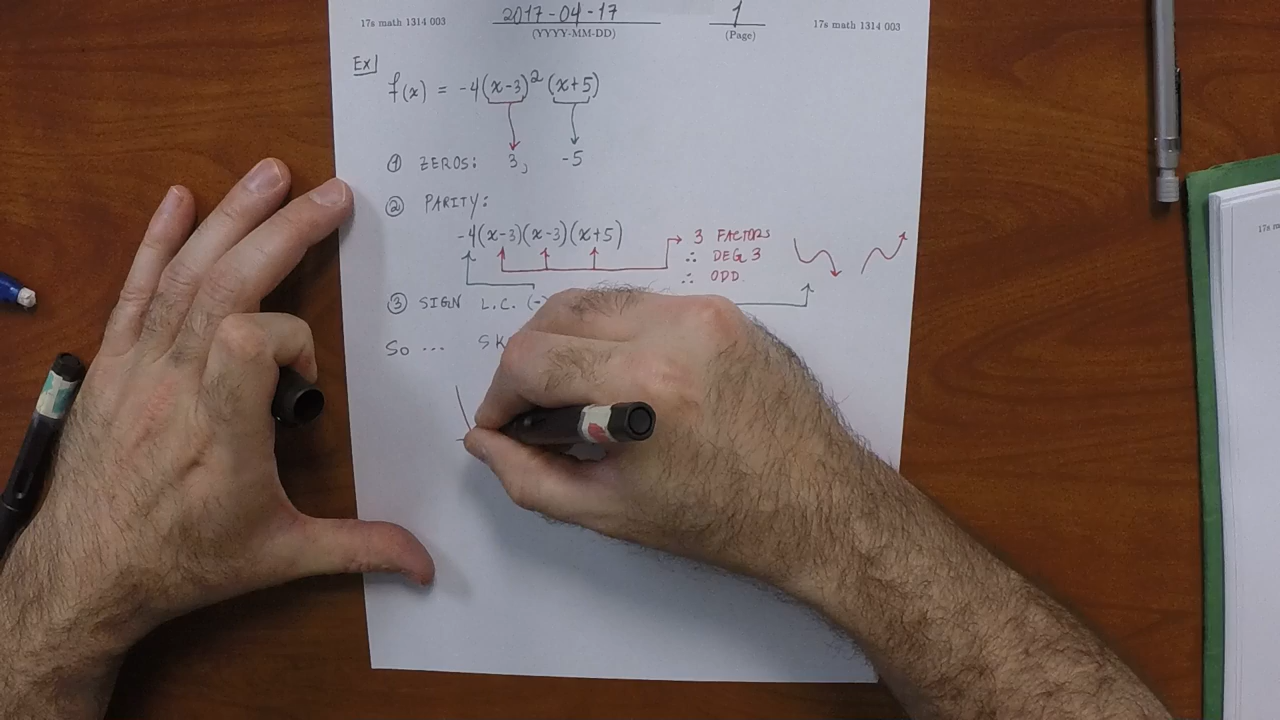 17s math 1314 003 2017-04-17 1 17s math 1314 003
(YYYY-MM-DD) (Page)
Ex1
f(x) = -4(x-3)² (x+5)
① ZEROS: 3, -5
② PARITY:
-4(x-3)(x-3)(x+5) 3 FACTORS
∴ DEG 3
∴ ODD.
③ SIGN L.C. (-)
So ...